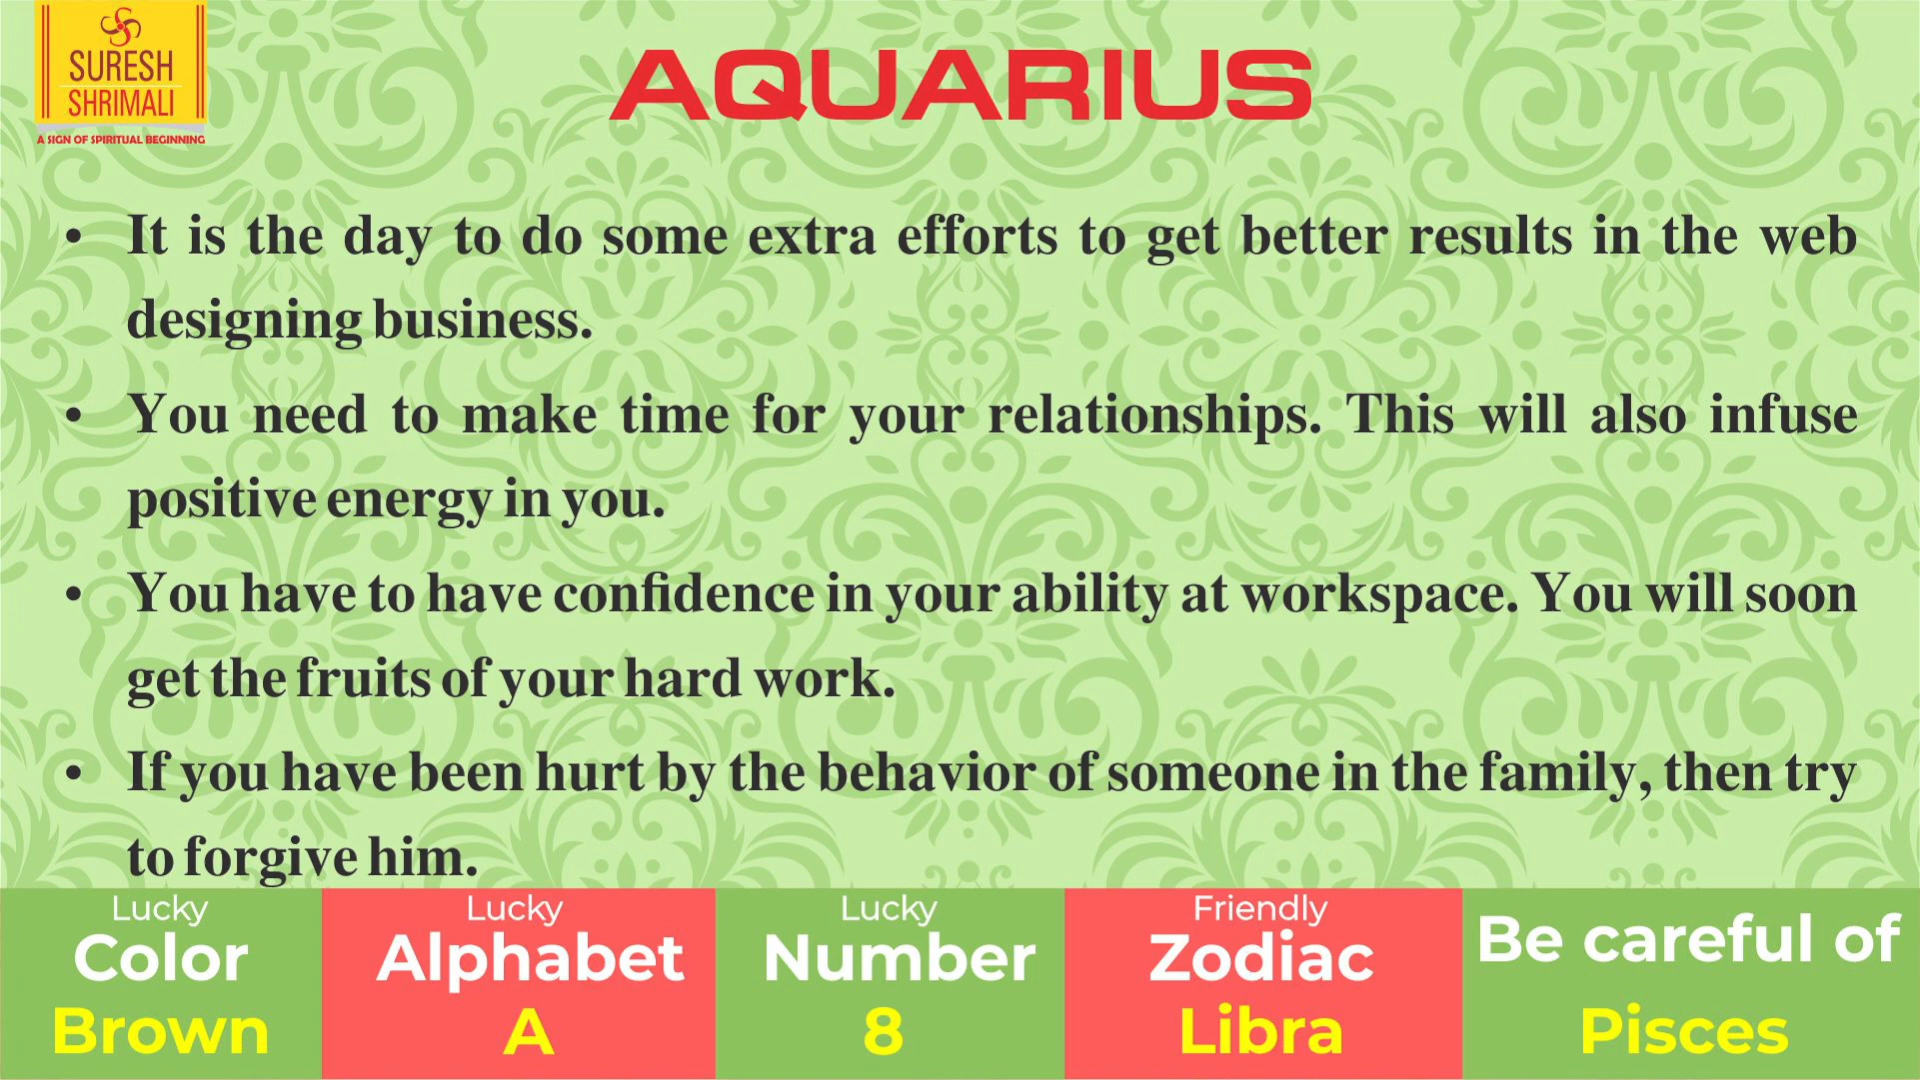 SURESH
SHRIMALI
A SIGN OF SPIRITUAL BEGINNING
AQUARIUS
• It is the day to do some extra efforts to get better results in the web
designing business.
• You need to make time for your relationships. This will also infuse
positive energy in you.
• You have to have confidence in your ability at workspace. You will soon
get the fruits of your hard work.
• If you have been hurt by the behavior of someone in the family, then try
to forgive him.
Lucky
Color
Brown
Lucky
Alphabet
A
Lucky
Number
8
Friendly
Zodiac
Libra
Be careful of
Pisces